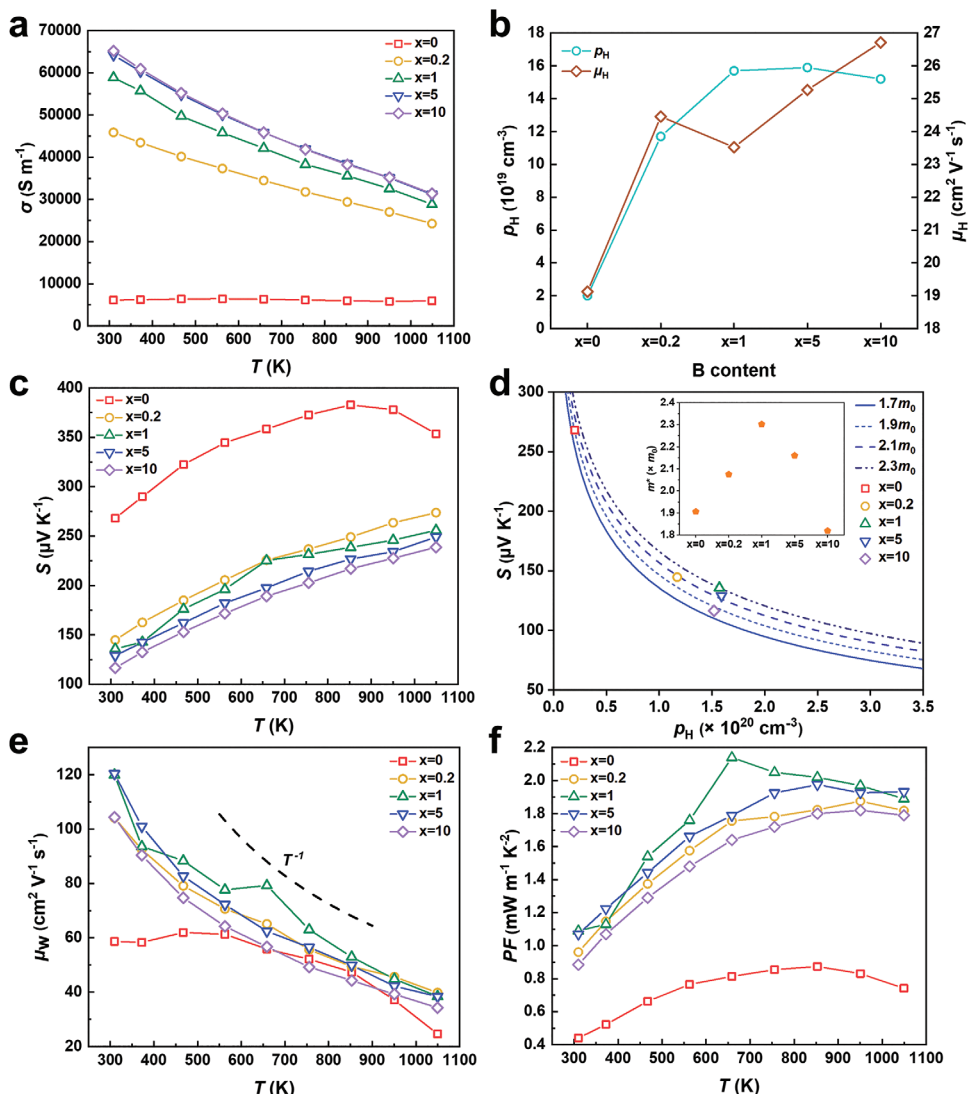 a
70000
60000
50000
40000
30000
20000
10000
0
σ (S m⁻¹)
300 400 500 600 700 800 900 1000 1100
T (K)
x=0
x=0.2
x=1
x=5
x=10
b
18
16
14
12
10
8
6
4
2
0
pH (10¹⁹ cm⁻³)
pH
μH
27
26
25
24
23
22
21
20
19
18
μH (cm² V⁻¹ s⁻¹)
x=0 x=0.2 x=1 x=5 x=10
B content
c
400
350
300
250
200
150
100
S (μV K⁻¹)
x=0
x=0.2
x=1
x=5
x=10
300 400 500 600 700 800 900 1000 1100
T (K)
d
300
250
200
150
100
50
S (μV K⁻¹)
2.4
2.3
2.2
2.1
2.0
1.9
1.8
m* (× m₀)
x=0 x=0.2 x=1 x=5 x=10
1.7m₀
1.9m₀
2.1m₀
2.3m₀
x=0
x=0.2
x=1
x=5
x=10
0.0 0.5 1.0 1.5 2.0 2.5 3.0 3.5
pH (× 10²⁰ cm⁻³)
e
120
100
80
60
40
20
μW (cm² V⁻¹ s⁻¹)
x=0
x=0.2
x=1
x=5
x=10
T⁻¹
300 400 500 600 700 800 900 1000 1100
T (K)
f
2.2
2.0
1.8
1.6
1.4
1.2
1.0
0.8
0.6
0.4
PF (mW m⁻¹ K⁻²)
x=0
x=0.2
x=1
x=5
x=10
300 400 500 600 700 800 900 1000 1100
T (K)